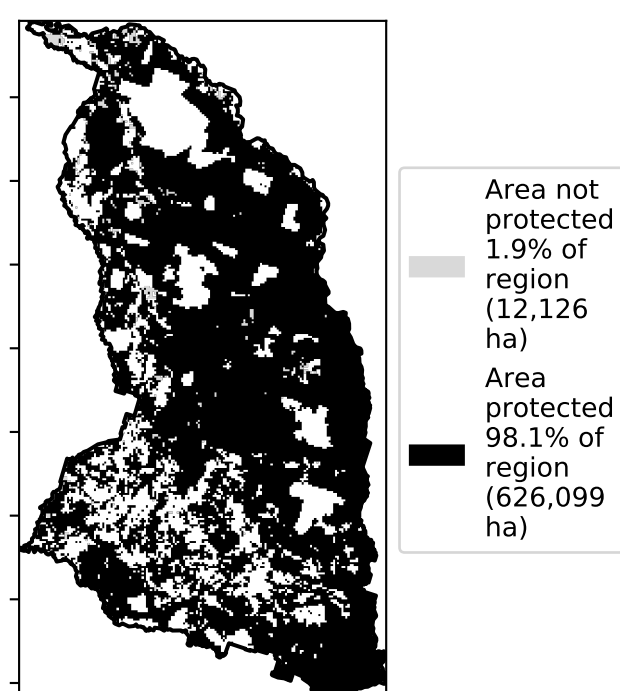 Area not
protected
1.9% of
region
(12,126
ha)
Area
protected
98.1% of
region
(626,099
ha)